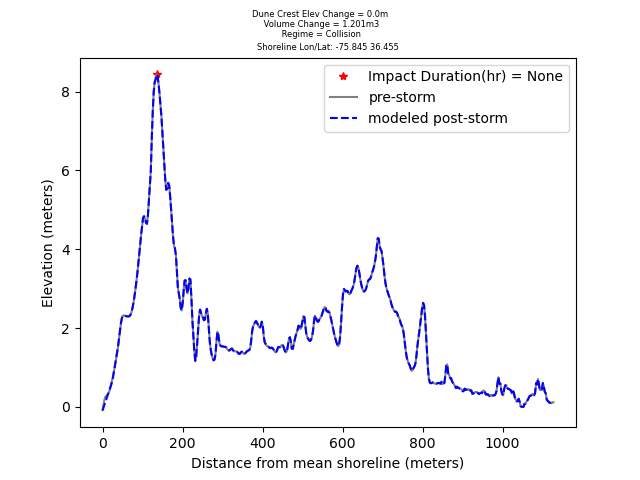 Dune Crest Elev Change = 0.0m
Volume Change = 1.201m3
Regime = Collision
Shoreline Lon/Lat: -75.845 36.455
Impact Duration(hr) = None
pre-storm
modeled post-storm
Elevation (meters)
8
6
4
2
0
0 200 400 600 800 1000
Distance from mean shoreline (meters)